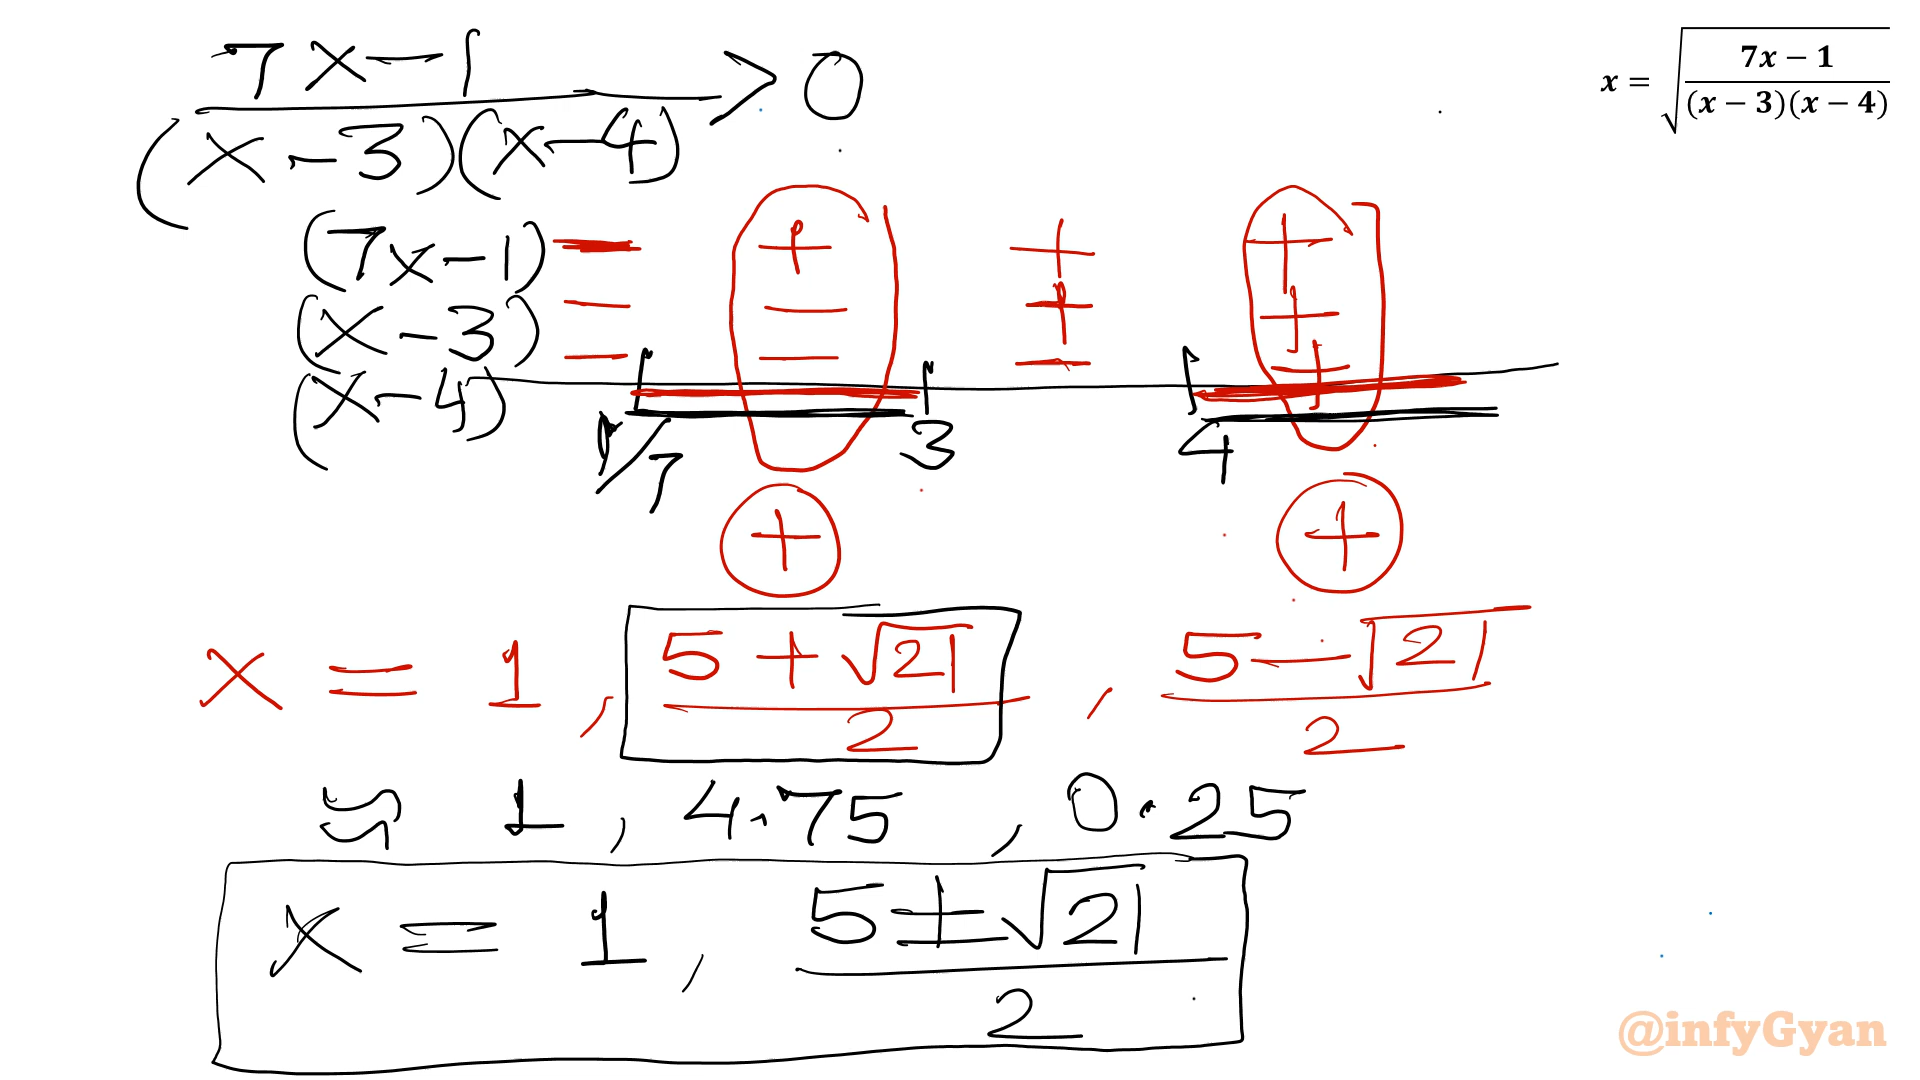 x = √((7x − 1)/((x − 3)(x − 4)))
(7x − 1)/((x − 3)(x − 4)) > 0
(7x − 1) − + + +
(x − 3) − − + +
(x − 4) − − − +
1/7 3 4
+ +
x = 1, (5 + √21)/2, (5 − √21)/2
≈ 1, 4.75, 0.25
x = 1, (5 ± √21)/2
@infyGyan